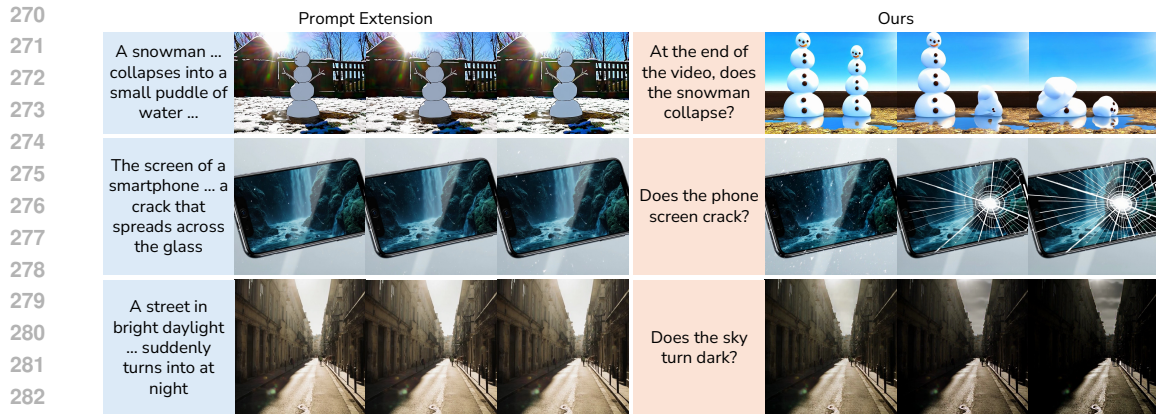 270
Prompt Extension
Ours
271
272
273
274
275
276
277
278
279
280
281
282
A snowman ...
collapses into a
small puddle of
water ...
At the end of
the video, does
the snowman
collapse?
The screen of a
smartphone ... a
crack that
spreads across
the glass
Does the phone
screen crack?
A street in
bright daylight
... suddenly
turns into at
night
Does the sky
turn dark?